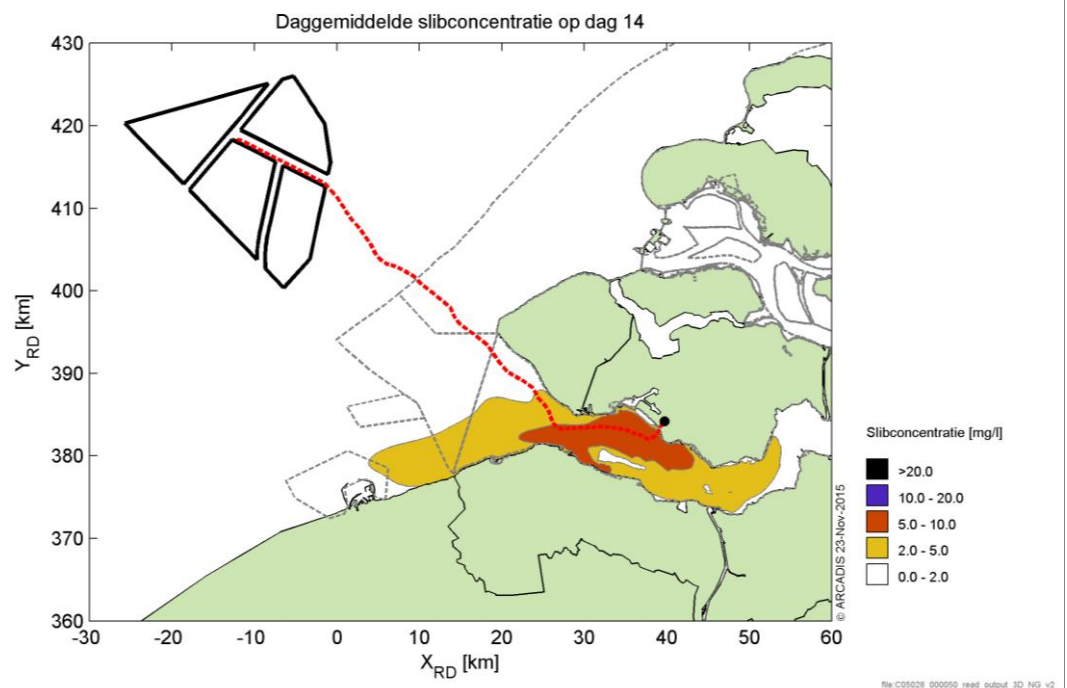 Daggemiddelde slibconcentratie op dag 14
430
420
410
400
390
380
370
360
Y_RD [km]
-30 -20 -10 0 10 20 30 40 50 60
X_RD [km]
© ARCADIS 23-Nov-2015
Slibconcentratie [mg/l]
>20.0
10.0 - 20.0
5.0 - 10.0
2.0 - 5.0
0.0 - 2.0
file:C05028_000050_read_output_3D_NG_v2